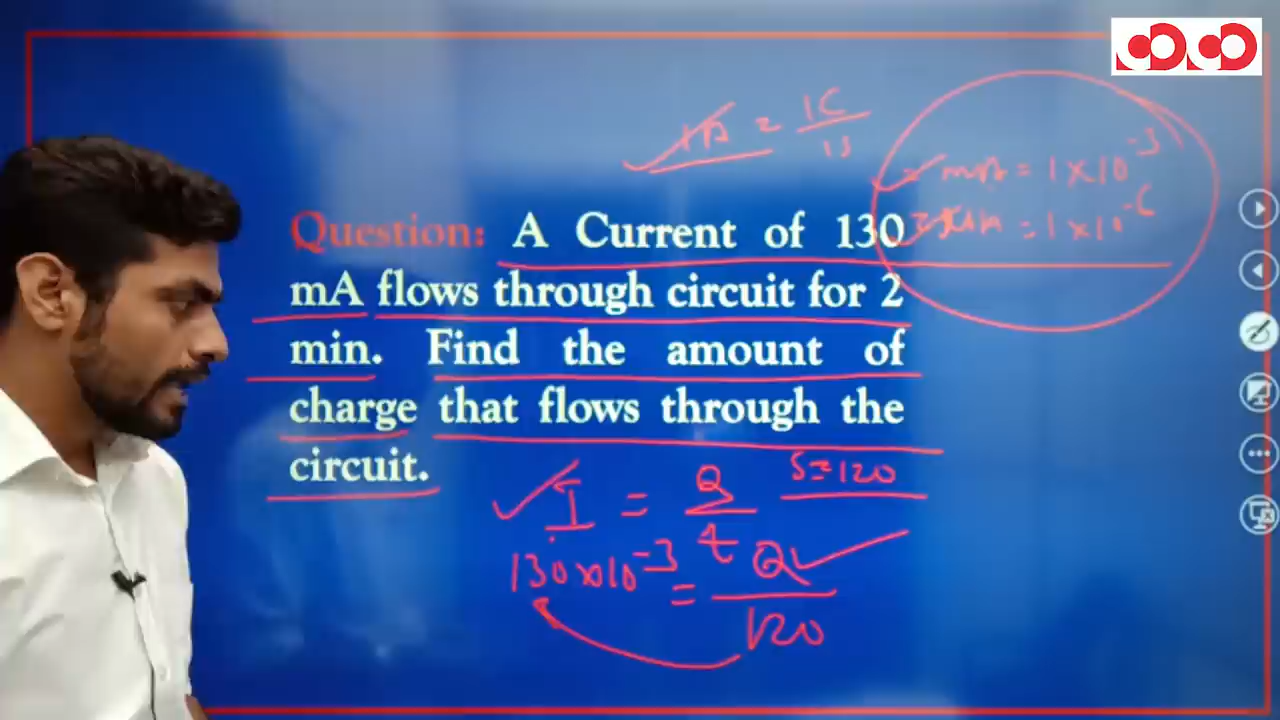 1A = 1C
1s
mA = 1 × 10⁻³
= 1 × 10⁻⁶
Question: A Current of 130
mA flows through circuit for 2
min. Find the amount of
charge that flows through the
circuit.
S = 120
I = Q
t
130×10⁻³ = Q
120